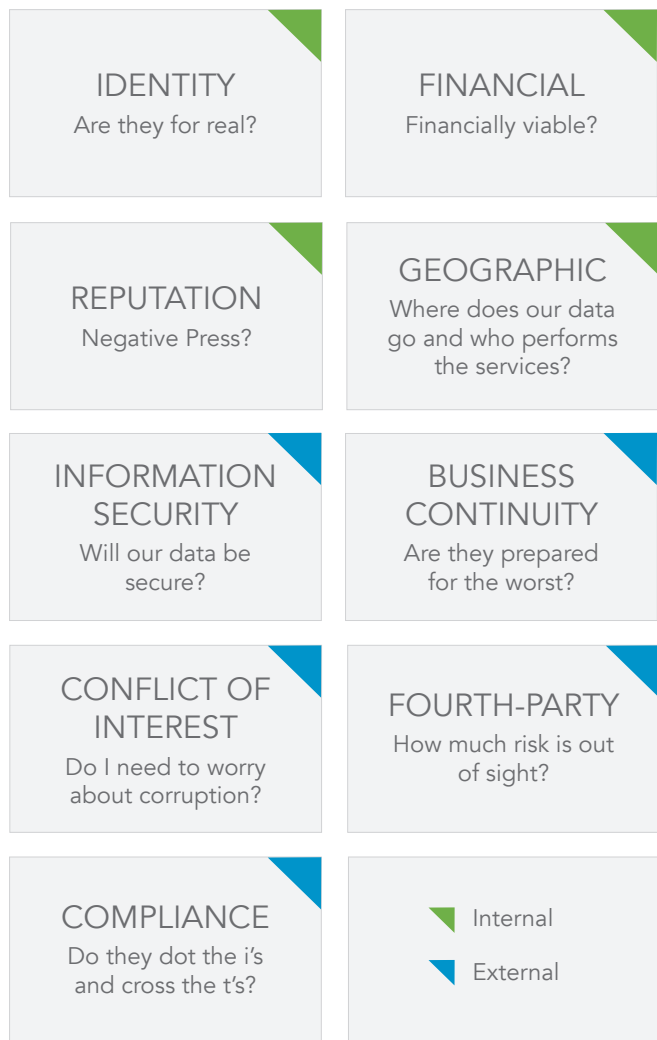 IDENTITY
Are they for real?
FINANCIAL
Financially viable?
REPUTATION
Negative Press?
GEOGRAPHIC
Where does our data
go and who performs
the services?
INFORMATION
SECURITY
Will our data be
secure?
BUSINESS
CONTINUITY
Are they prepared
for the worst?
CONFLICT OF
INTEREST
Do I need to worry
about corruption?
FOURTH-PARTY
How much risk is out
of sight?
COMPLIANCE
Do they dot the i's
and cross the t's?
Internal
External